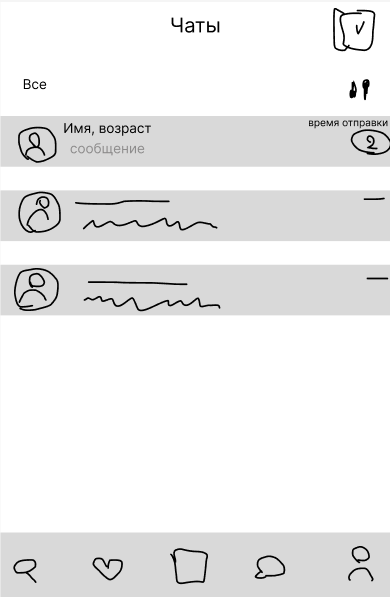 Чаты
Все
Имя, возраст
время отправки
сообщение
2